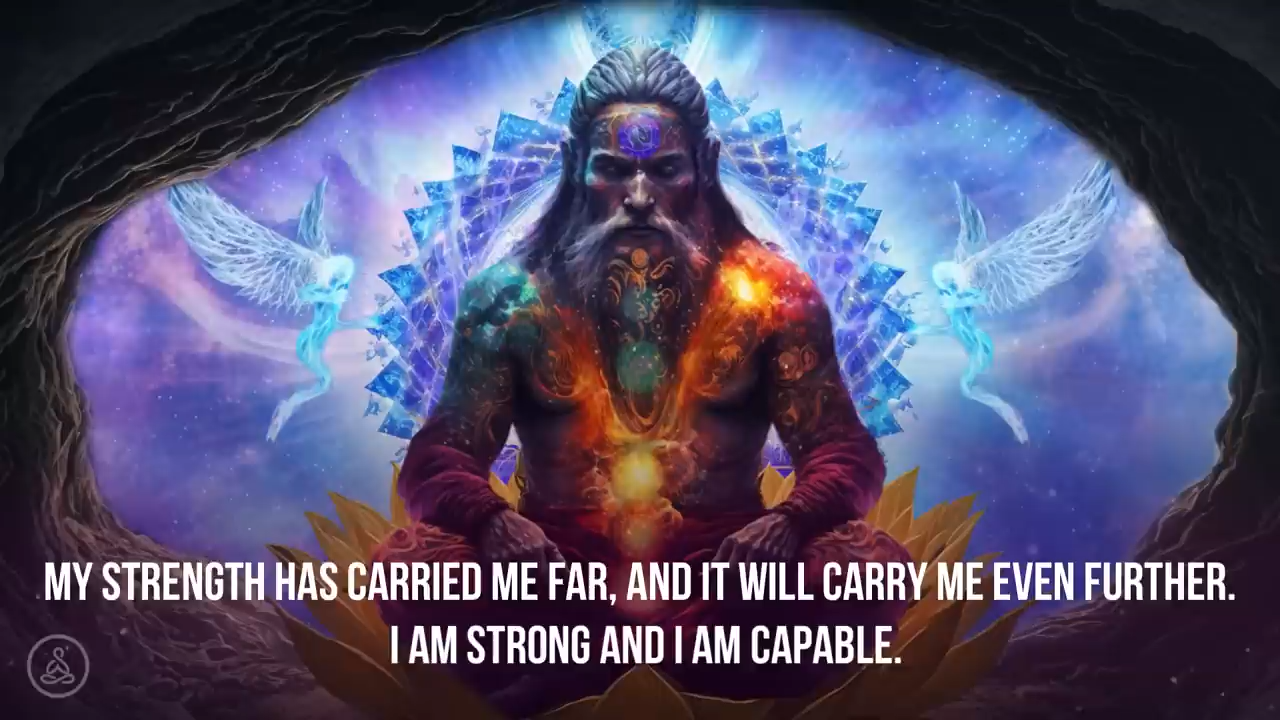 MY STRENGTH HAS CARRIED ME FAR, AND IT WILL CARRY ME EVEN FURTHER.
I AM STRONG AND I AM CAPABLE.